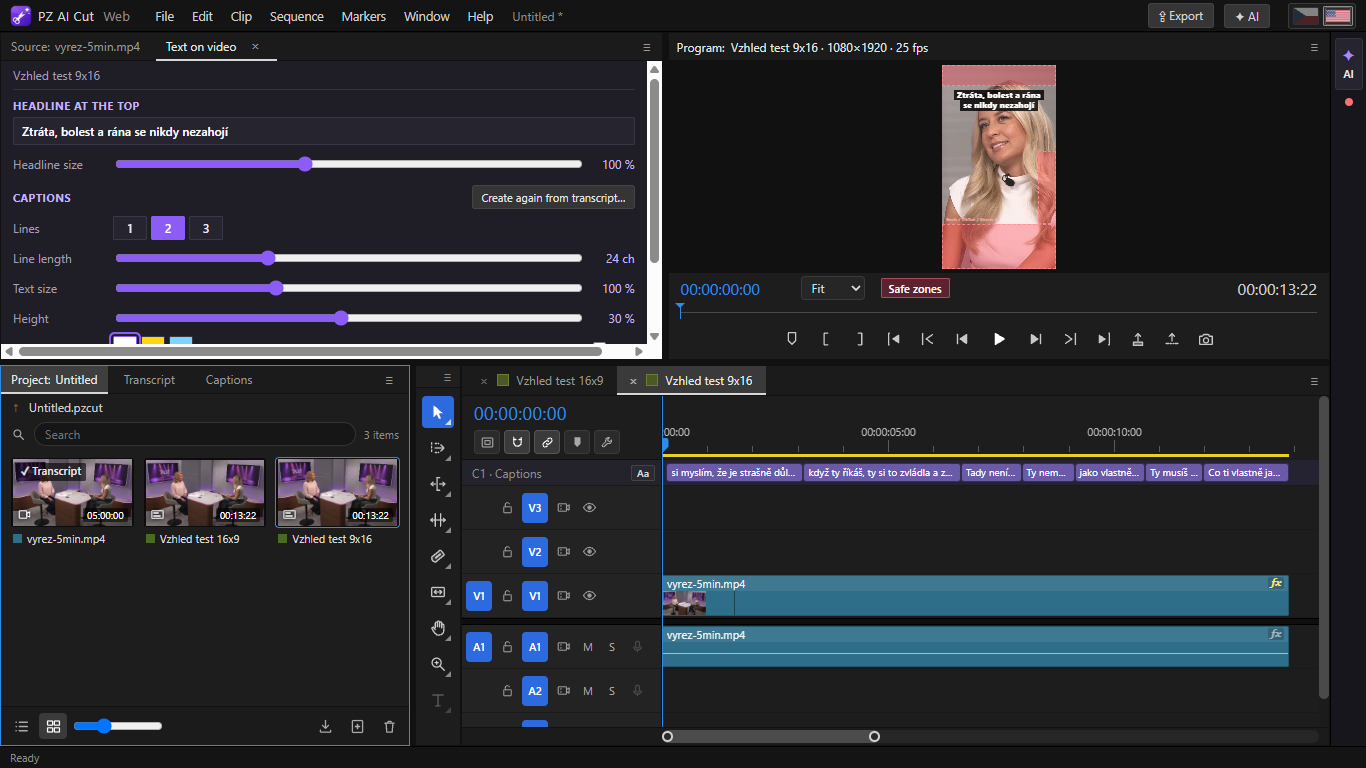 PZ AI Cut Web File Edit Clip Sequence Markers Window Help Untitled * Export AI
Source: vyrez-5min.mp4 Text on video
Vzhled test 9x16
HEADLINE AT THE TOP
Ztráta, bolest a rána se nikdy nezahojí
Headline size 100 %
CAPTIONS Create again from transcript...
Lines 1 2 3
Line length 24 ch
Text size 100 %
Height 30 %
Program: Vzhled test 9x16 · 1080×1920 · 25 fps
AI
Ztráta, bolest a rána
se nikdy nezahojí
00:00:00:00 Fit Safe zones 00:00:13:22
Project: Untitled Transcript Captions
Untitled.pzcut
Search 3 items
✓ Transcript
05:00:00 00:13:22 00:13:22
vyrez-5min.mp4 Vzhled test 16x9 Vzhled test 9x16
Vzhled test 16x9 Vzhled test 9x16
00:00:00:00
:00:00 00:00:05:00 00:00:10:00
C1 · Captions Aa si myslím, že je strašně důl... když ty říkáš, ty si to zvládla a z... Tady není... Ty nem... jako vlastně... Ty musíš ... Co ti vlastně ja...
V3
V2
vyrez-5min.mp4 fx
V1 V1
vyrez-5min.mp4 fx
A1 A1 M S
A2 M S
Ready